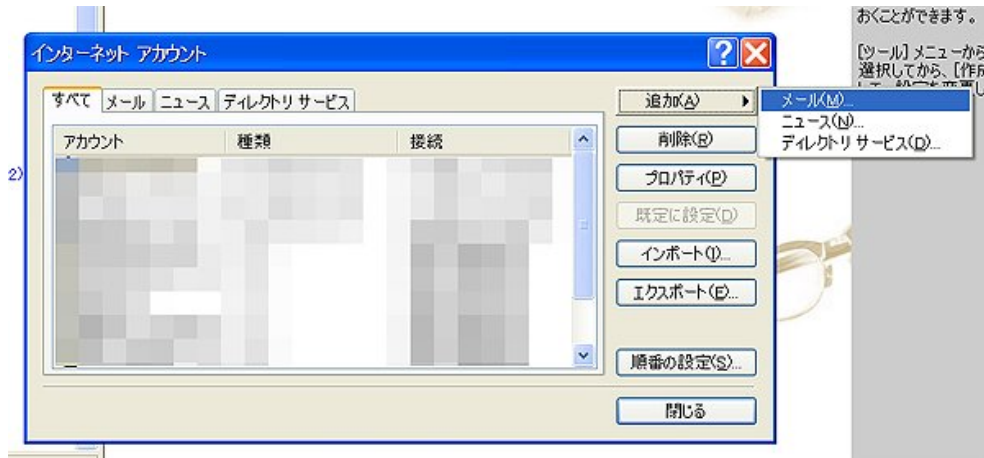 おくことができます。
[ツール] メニューから
選択してから、[作成
インターネット アカウント
すべて メール ニュース ディレクトリ サービス
追加(A)
メール(M)...
ニュース(N)...
ディレクトリ サービス(D)...
アカウント 種類 接続
削除(R)
2)
プロパティ(P)
既定に設定(D)
インポート(I)...
エクスポート(E)...
順番の設定(S)...
閉じる